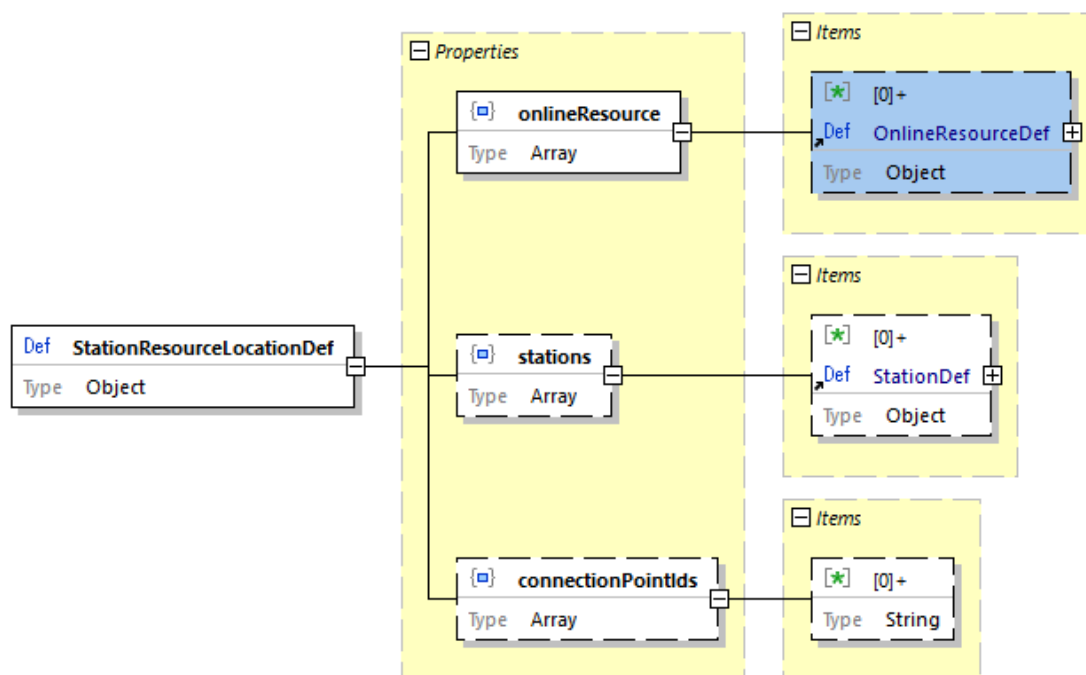 Items
Properties
[0]+
onlineResource
Def OnlineResourceDef
Type Array
Type Object
Items
[0]+
Def StationResourceLocationDef
stations
Def StationDef
Type Object
Type Array
Type Object
Items
connectionPointIds
[0]+
Type Array
Type String